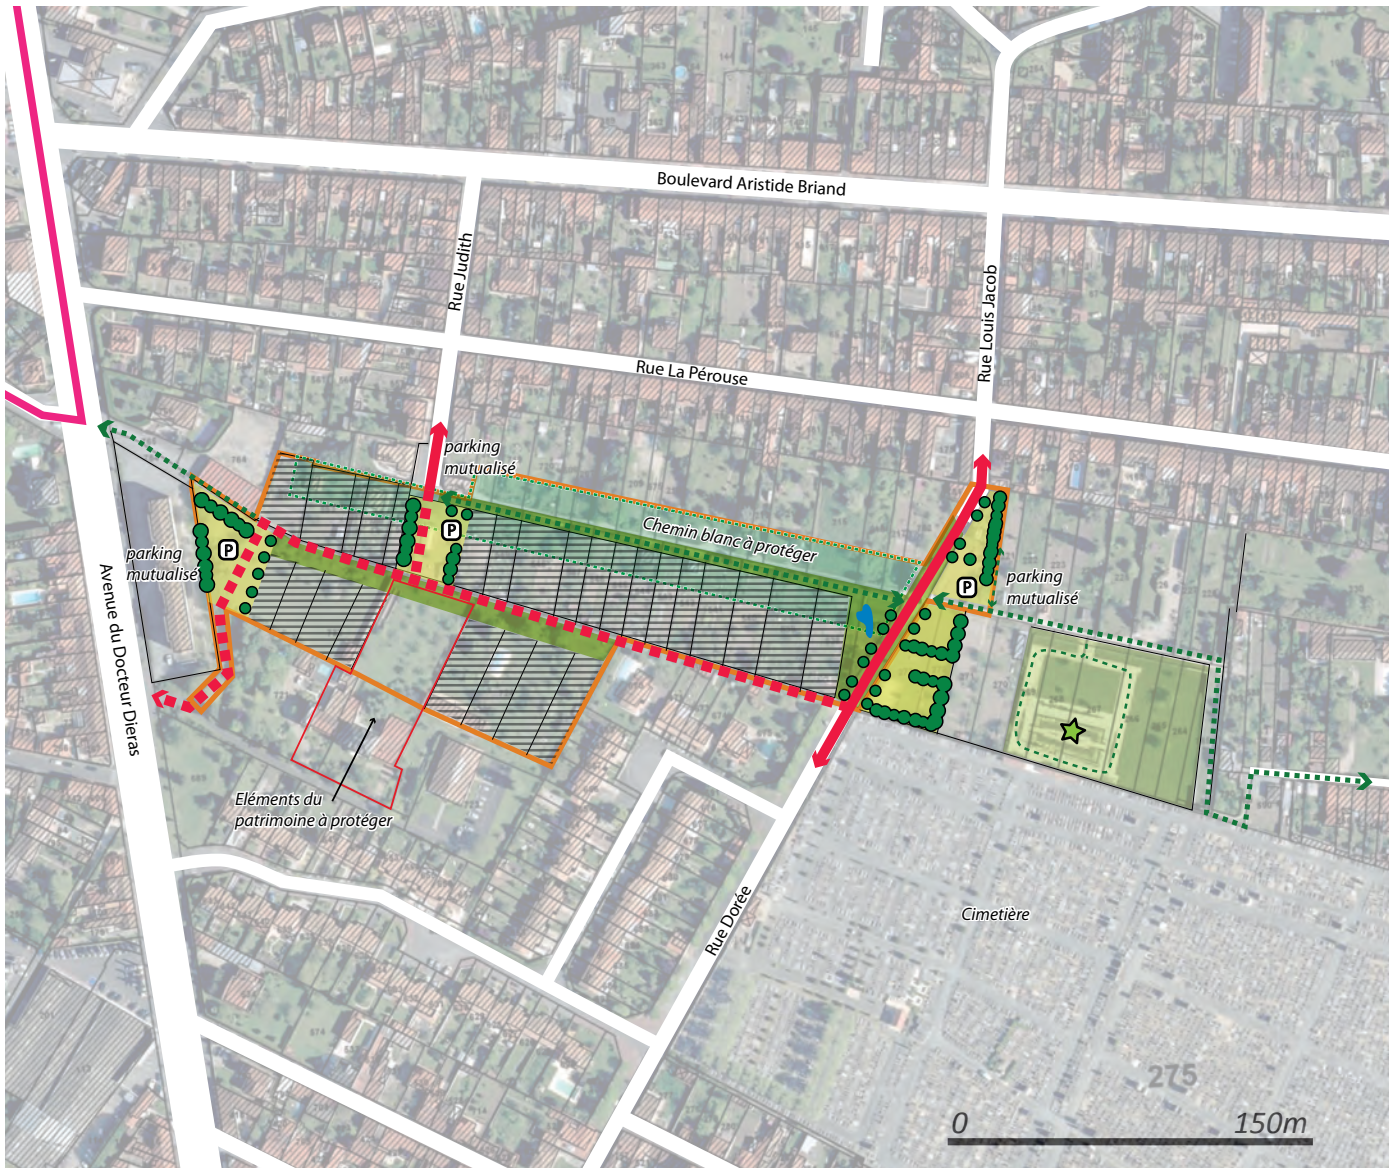 Boulevard Aristide Briand
Rue Judith
Rue Louis Jacob
Rue La Pérouse
parking
mutualisé
P
Chemin blanc à protéger
parking
mutualisé
P
P
parking
mutualisé
Avenue du Docteur Dieras
Eléments du
patrimoine à protéger
Rue Dorée
Cimetière
275
0
150m